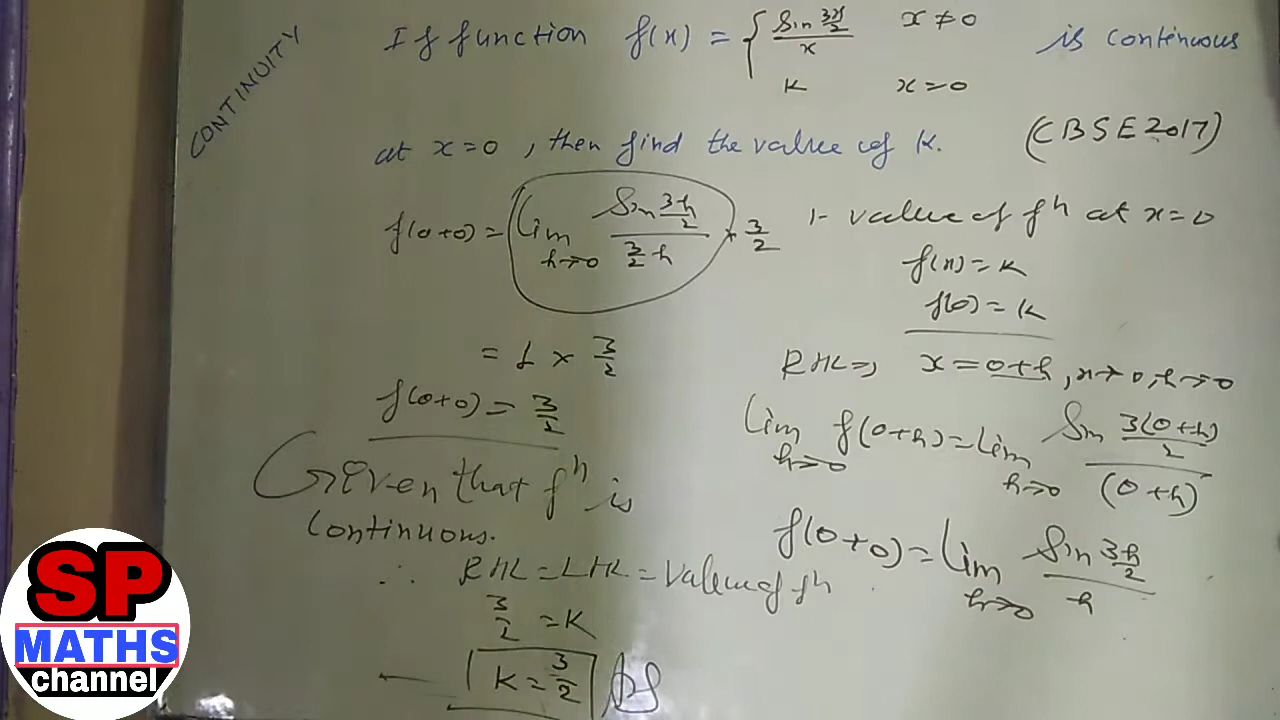 CONTINUITY
If function f(x) = { sin 3x/2 / x   x ≠ 0   is continuous
k   x = 0
at x = 0, then find the value of K. (CBSE 2017)
f(0+0) = lim h→0 sin 3h/2 / 3/2 h × 3/2
= 1 × 3/2
f(0+0) = 3/2
Given that fn is
continuous.
∴ RHL = LHL = Value of fn
3/2 = K
K = 3/2
1- value of fn at x = 0
f(x) = K
f(0) = K
RHL ⇒, x = 0+h, x→0, h→0
lim h→0 f(0+h) = lim h→0 sin 3(0+h)/2 / (0+h)
f(0+0) = lim h→0 sin 3h/2 / h
SP
MATHS
channel